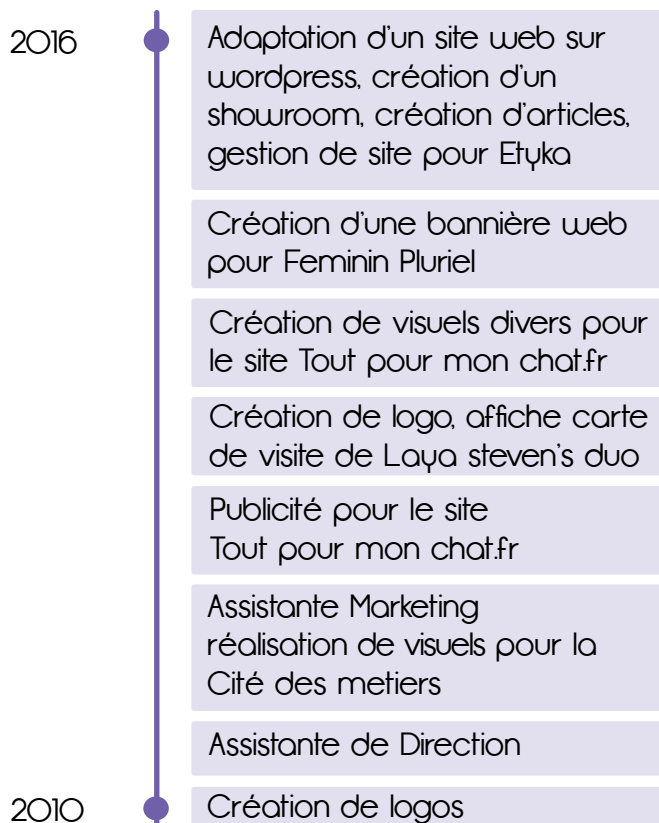 2016
Adaptation d'un site web sur
wordpress, création d'un
showroom, création d'articles,
gestion de site pour Etyka
Création d'une bannière web
pour Feminin Pluriel
Création de visuels divers pour
le site Tout pour mon chat.fr
Création de logo, affiche carte
de visite de Laya steven's duo
Publicité pour le site
Tout pour mon chat.fr
Assistante Marketing
réalisation de visuels pour la
Cité des metiers
Assistante de Direction
2010
Création de logos